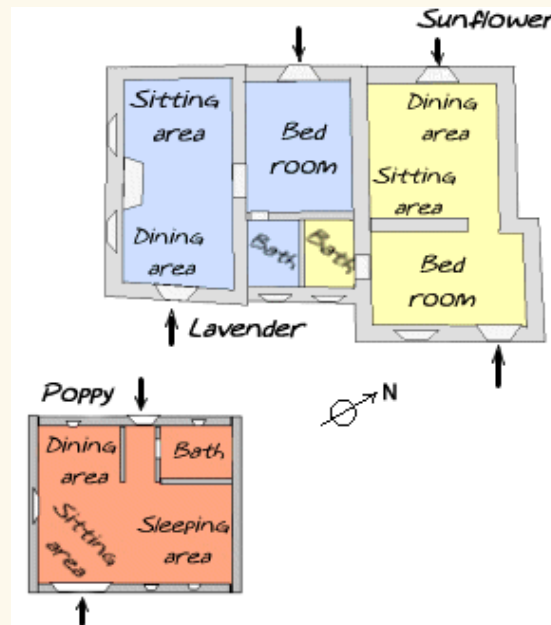 Sunflower
Sitting
area
Bed
room
Dining
area
Sitting
area
Dining
area
Bath
Bath
Bed
room
Lavender
N
Poppy
Dining
area
Bath
Sitting
area
Sleeping
area